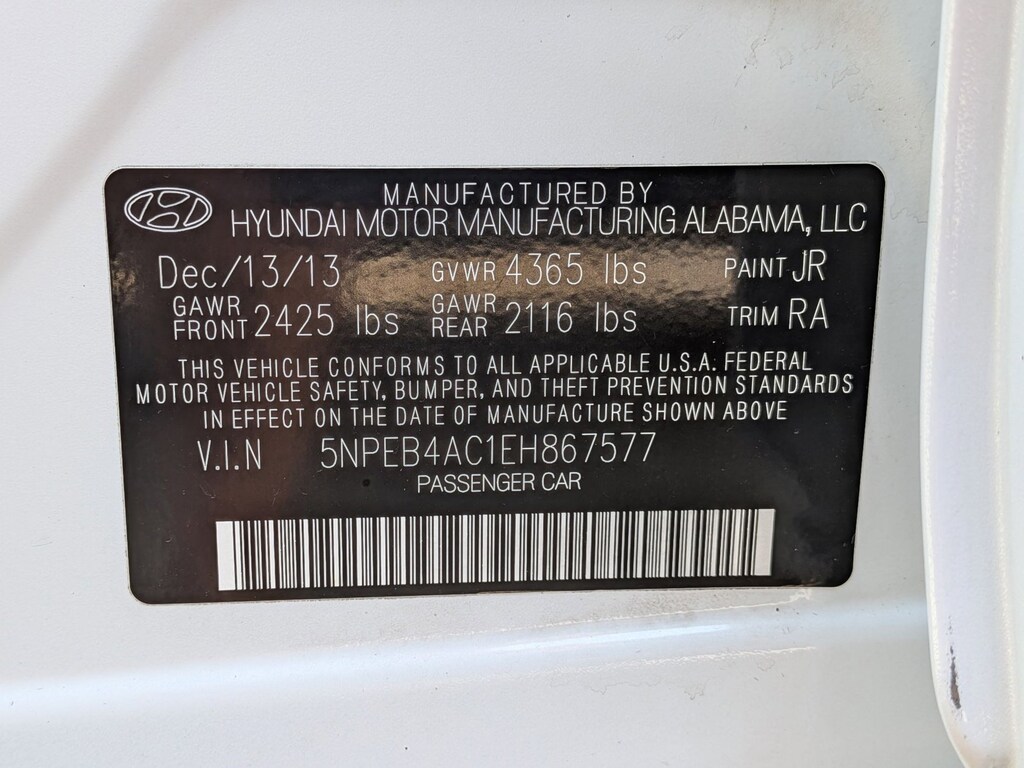 MANUFACTURED BY
HYUNDAI MOTOR MANUFACTURING ALABAMA, LLC
Dec/13/13 GVWR 4365 lbs PAINT JR
GAWR FRONT 2425 lbs GAWR REAR 2116 lbs TRIM RA
THIS VEHICLE CONFORMS TO ALL APPLICABLE U.S.A. FEDERAL
MOTOR VEHICLE SAFETY, BUMPER, AND THEFT PREVENTION STANDARDS
IN EFFECT ON THE DATE OF MANUFACTURE SHOWN ABOVE
V.I.N 5NPEB4AC1EH867577
PASSENGER CAR